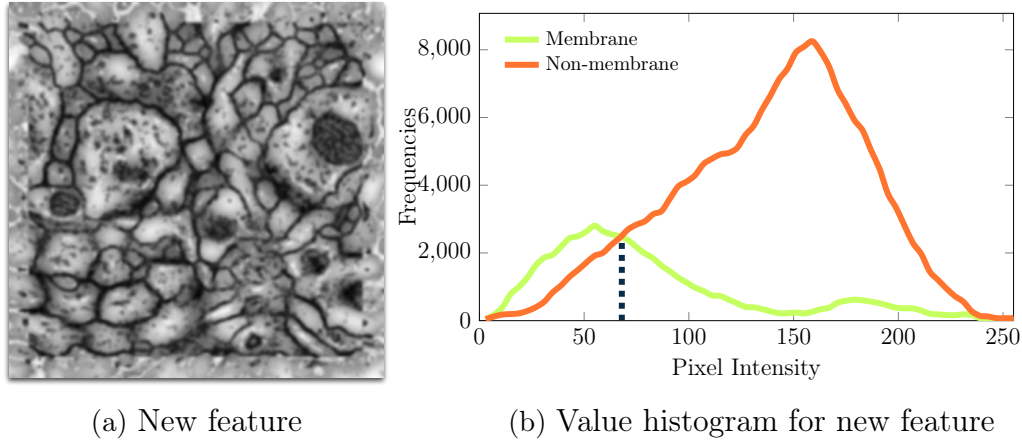 Membrane
Non-membrane
8,000
6,000
4,000
2,000
0
Frequencies
0 50 100 150 200 250
Pixel Intensity
(a) New feature
(b) Value histogram for new feature